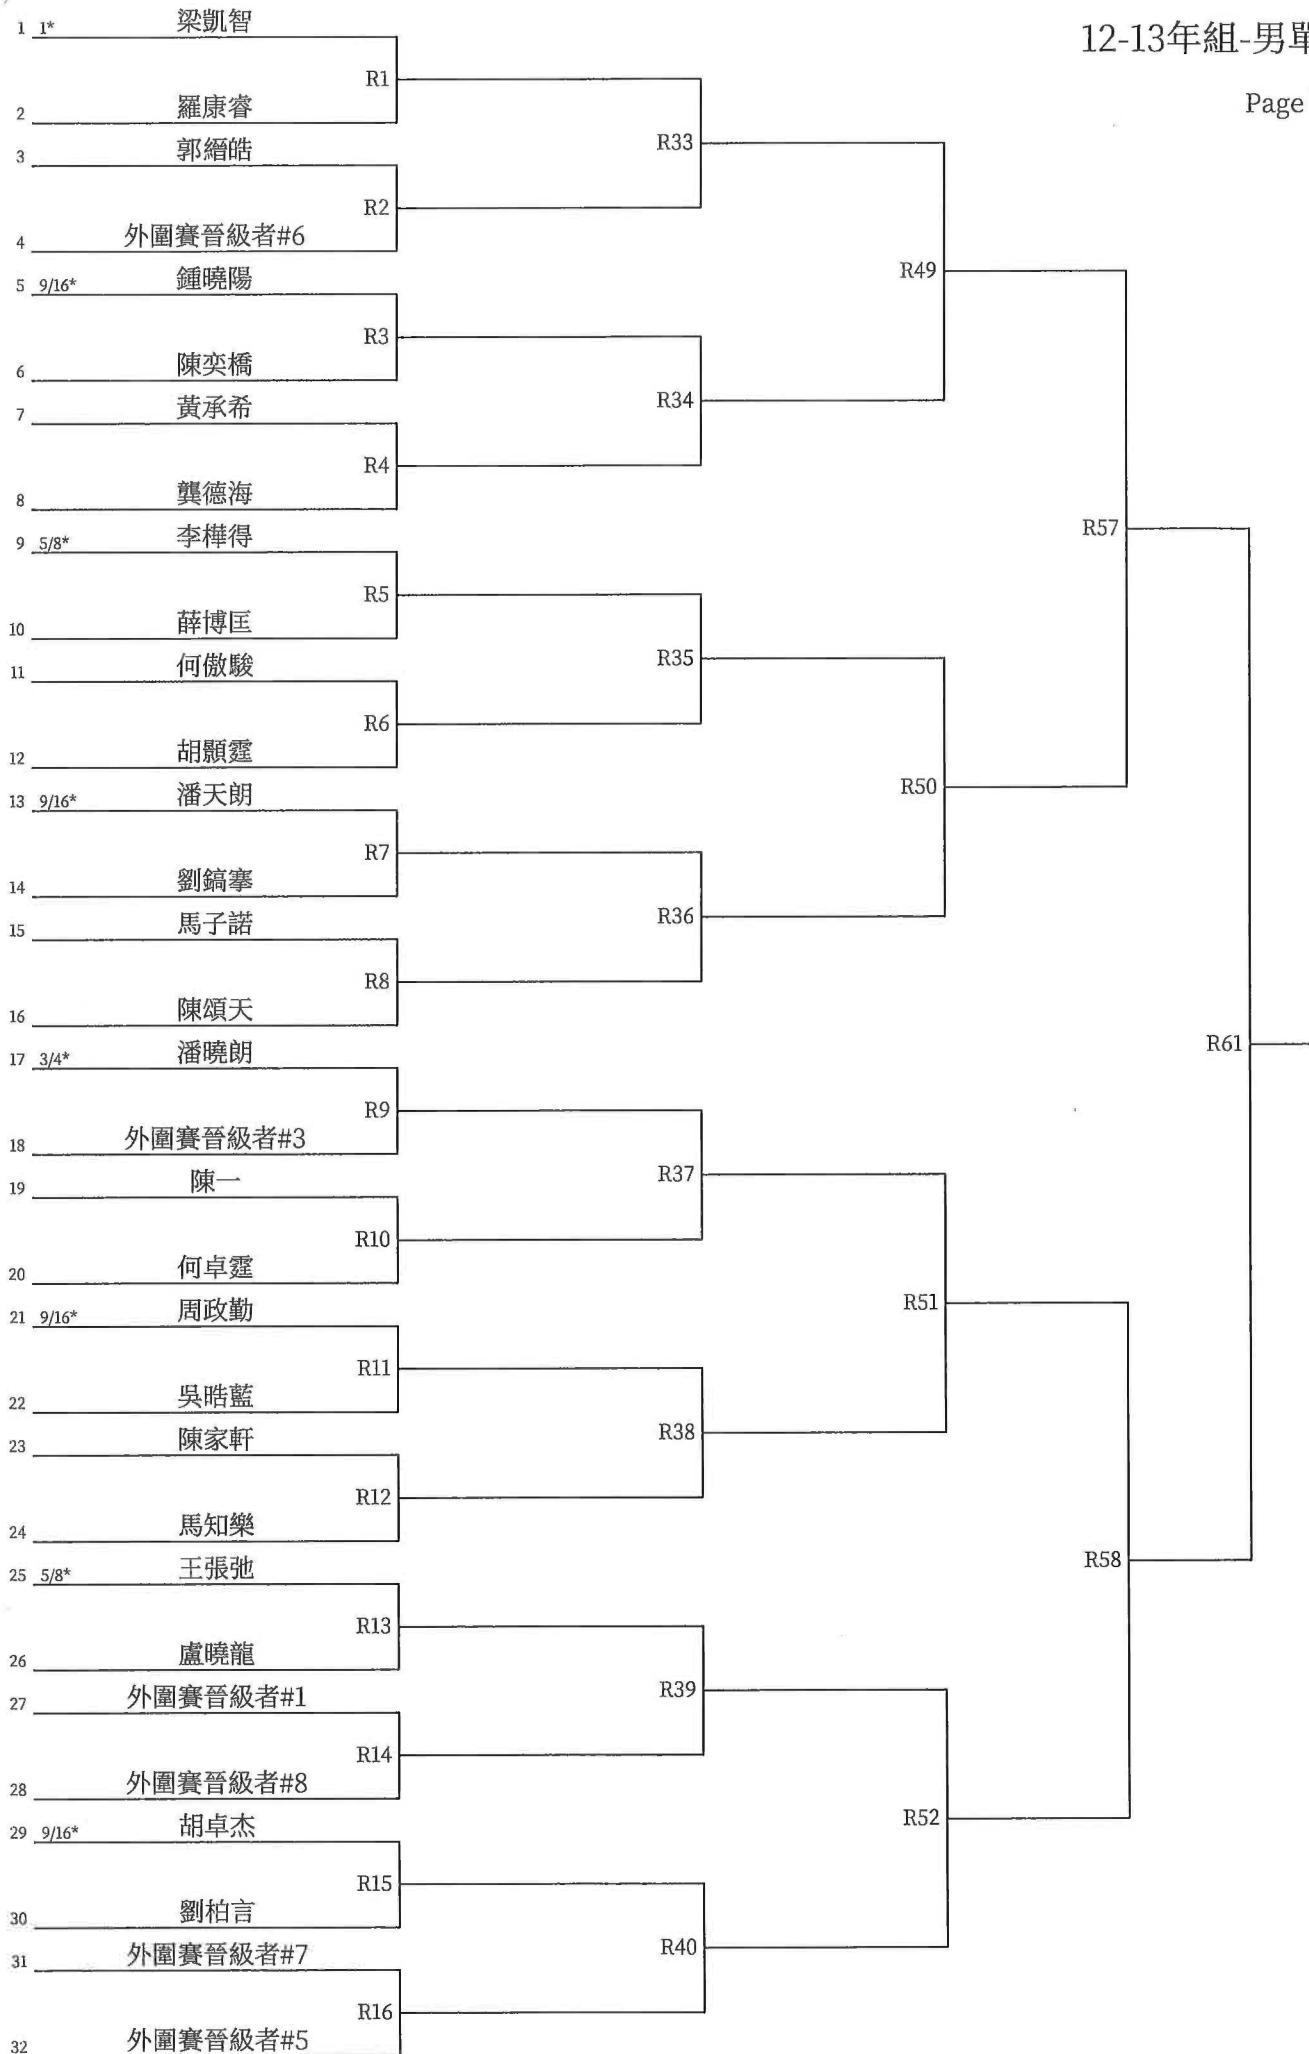 12-13年組-男單
Page
1 1* 梁凱智
R1
2 羅康睿
R33
3 郭縉皓
R2
4 外圍賽晉級者#6
R49
5 9/16* 鍾曉陽
R3
6 陳奕橋
R34
7 黃承希
R4
8 龔德海
R57
9 5/8* 李樺得
R5
10 薛博匡
R35
11 何傲駿
R6
12 胡顥霆
R50
13 9/16* 潘天朗
R7
14 劉鎬搴
R36
15 馬子諾
R8
16 陳頌天
R61
17 3/4* 潘曉朗
R9
18 外圍賽晉級者#3
R37
19 陳一
R10
20 何卓霆
R51
21 9/16* 周政勤
R11
22 吳晧藍
R38
23 陳家軒
R12
24 馬知樂
R58
25 5/8* 王張弛
R13
26 盧曉龍
R39
27 外圍賽晉級者#1
R14
28 外圍賽晉級者#8
R52
29 9/16* 胡卓杰
R15
30 劉柏言
R40
31 外圍賽晉級者#7
R16
32 外圍賽晉級者#5